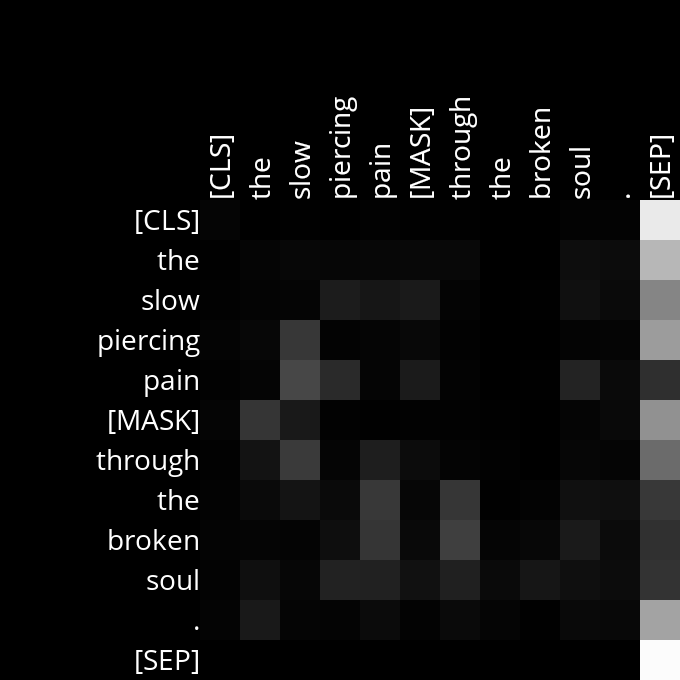 [CLS]
the
slow
piercing
pain
[MASK]
through
the
broken
soul
.
[SEP]
[CLS]
the
slow
piercing
pain
[MASK]
through
the
broken
soul
.
[SEP]